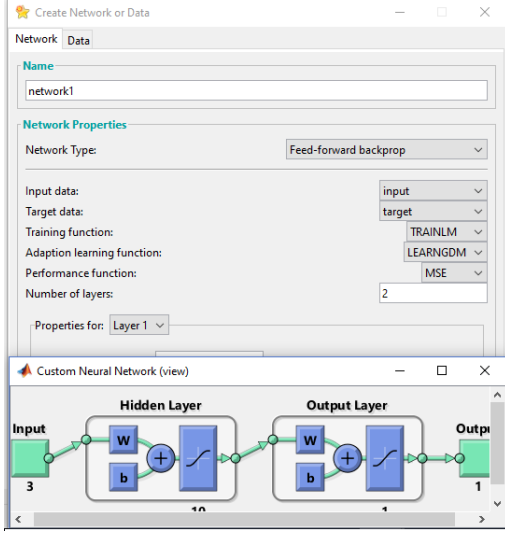 Create Network or Data
Network Data
Name
network1
Network Properties
Network Type: Feed-forward backprop
Input data: input
Target data: target
Training function: TRAINLM
Adaption learning function: LEARNGDM
Performance function: MSE
Number of layers: 2
Properties for: Layer 1
Custom Neural Network (view)
Hidden Layer Output Layer
Input Outpu
W W
b b
3 1
10 1